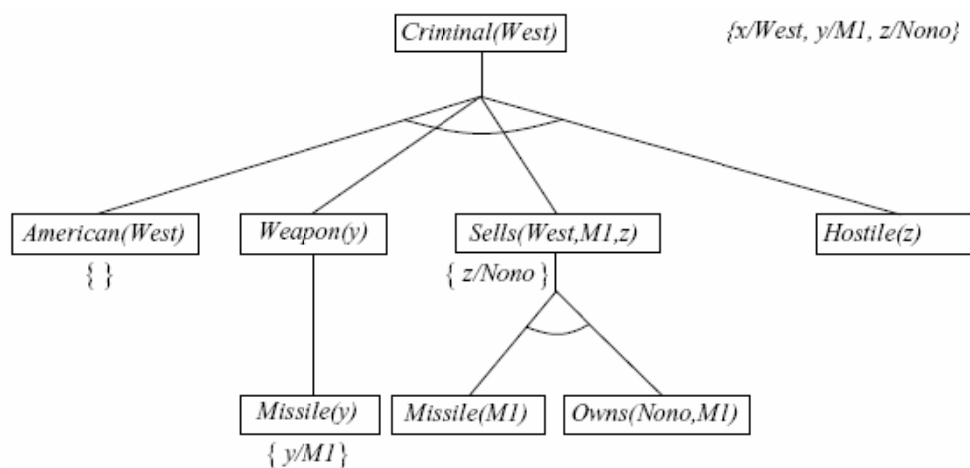 Criminal(West) {x/West, y/M1, z/Nono}
American(West) Weapon(y) Sells(West,M1,z) Hostile(z)
{ } { z/Nono }
Missile(y) Missile(M1) Owns(Nono,M1)
{ y/M1}